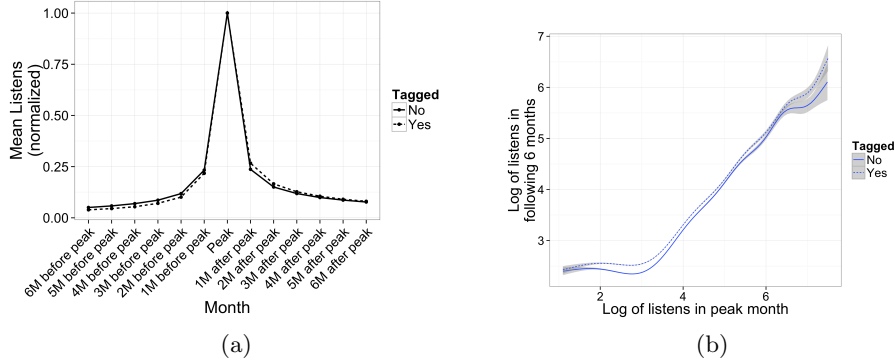 1.00
0.75
0.50
0.25
0.00
Mean Listens
(normalized)
6M before peak
5M before peak
4M before peak
3M before peak
2M before peak
1M before peak
Peak
1M after peak
2M after peak
3M after peak
4M after peak
5M after peak
6M after peak
Month
Tagged
No
Yes
(a)
7
6
5
4
3
Log of listens in
following 6 months
2
4
6
Log of listens in peak month
Tagged
No
Yes
(b)